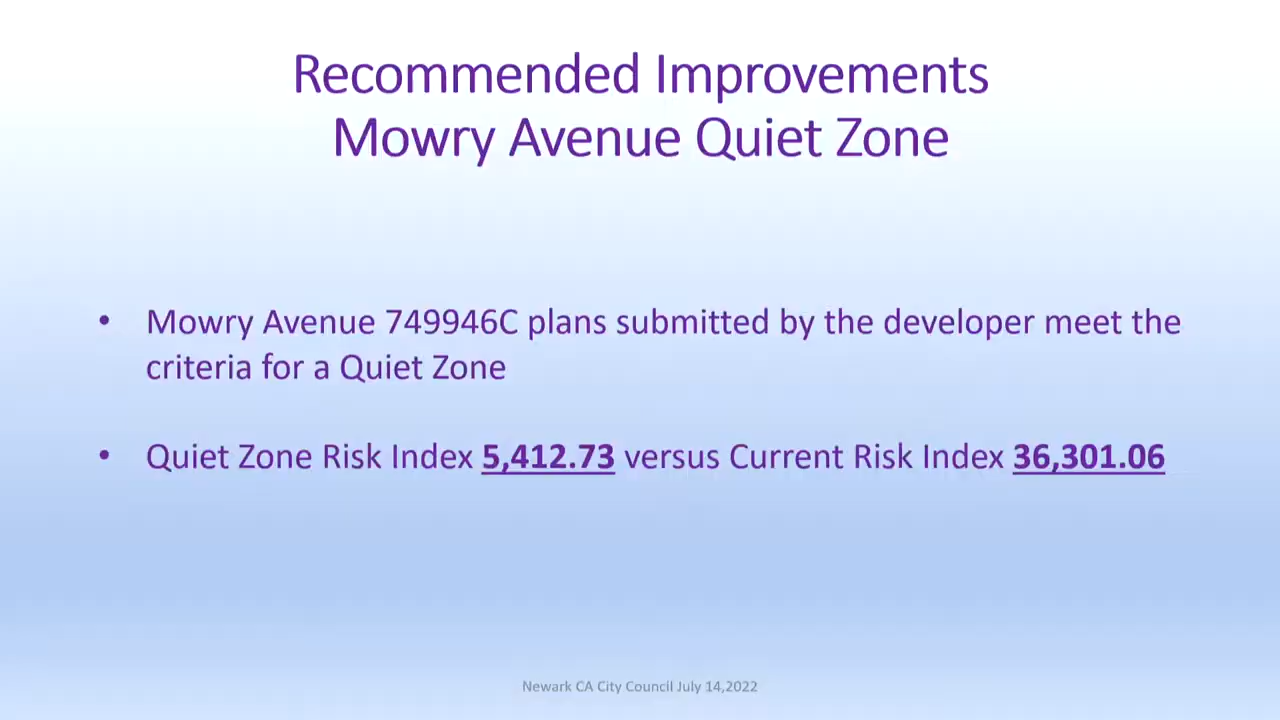 Recommended Improvements
Mowry Avenue Quiet Zone
• Mowry Avenue 749946C plans submitted by the developer meet the
criteria for a Quiet Zone
• Quiet Zone Risk Index 5,412.73 versus Current Risk Index 36,301.06
Newark CA City Council July 14,2022